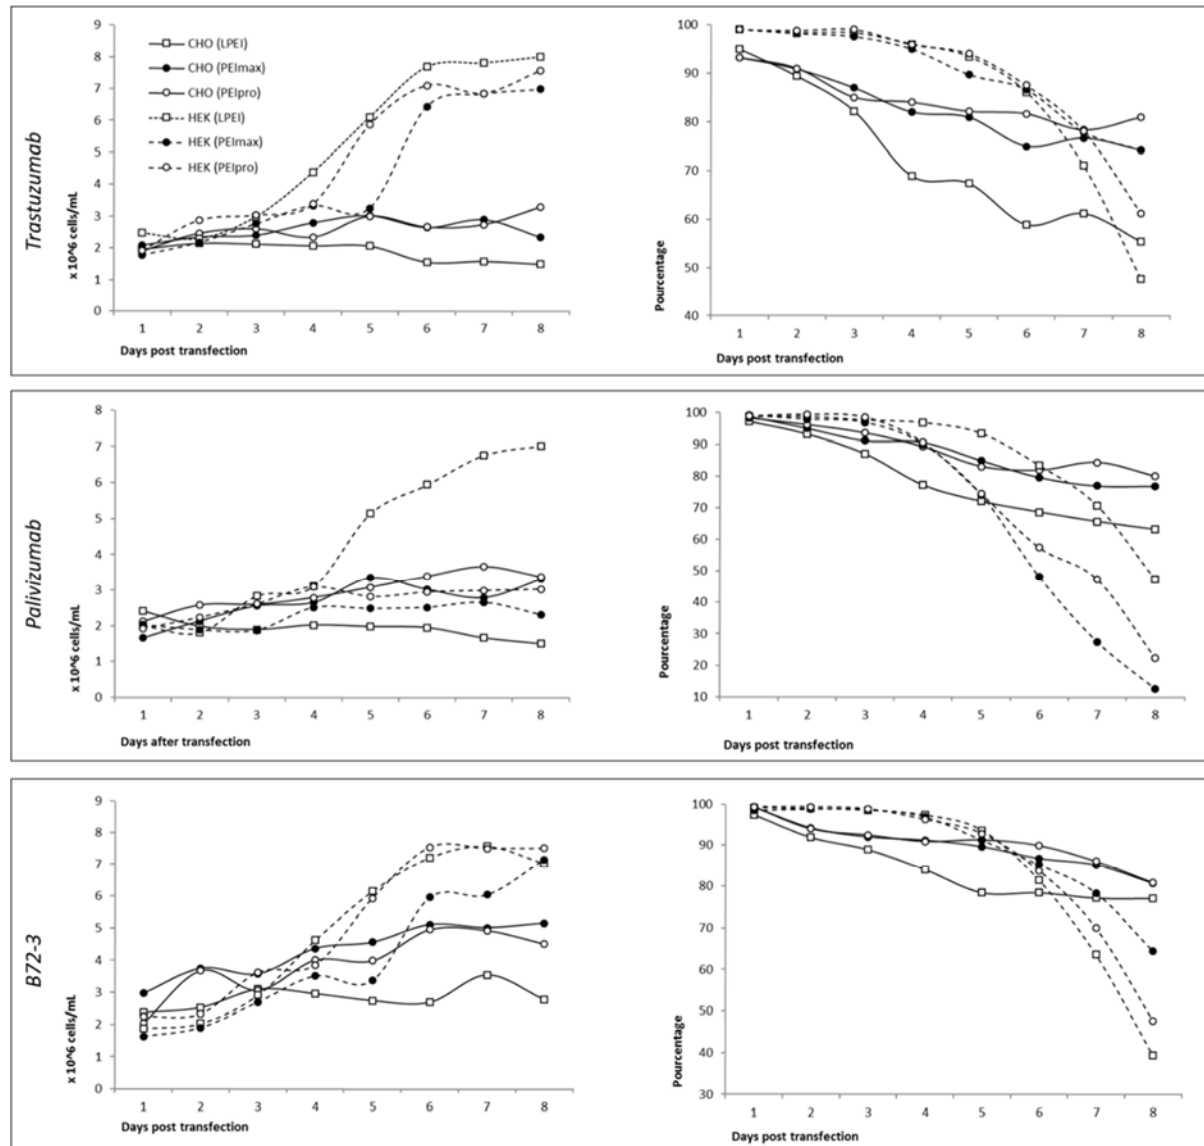 Trastuzumab
x 10^6 cells/mL
9
8
7
6
5
4
3
2
1
0
CHO (LPEI)
CHO (PEImax)
CHO (PEIpro)
HEK (LPEI)
HEK (PEImax)
HEK (PEIpro)
1 2 3 4 5 6 7 8
Days post transfection
Pourcentage
100
90
80
70
60
50
40
1 2 3 4 5 6 7 8
Days post transfection
Palivizumab
x 10^6 cells/mL
8
7
6
5
4
3
2
1
0
1 2 3 4 5 6 7 8
Days after transfection
Pourcentage
100
90
80
70
60
50
40
30
20
10
1 2 3 4 5 6 7 8
Days post transfection
B72-3
x 10^6 cells/mL
9
8
7
6
5
4
3
2
1
0
1 2 3 4 5 6 7 8
Days post transfection
Pourcentage
100
90
80
70
60
50
40
30
1 2 3 4 5 6 7 8
Days post transfection